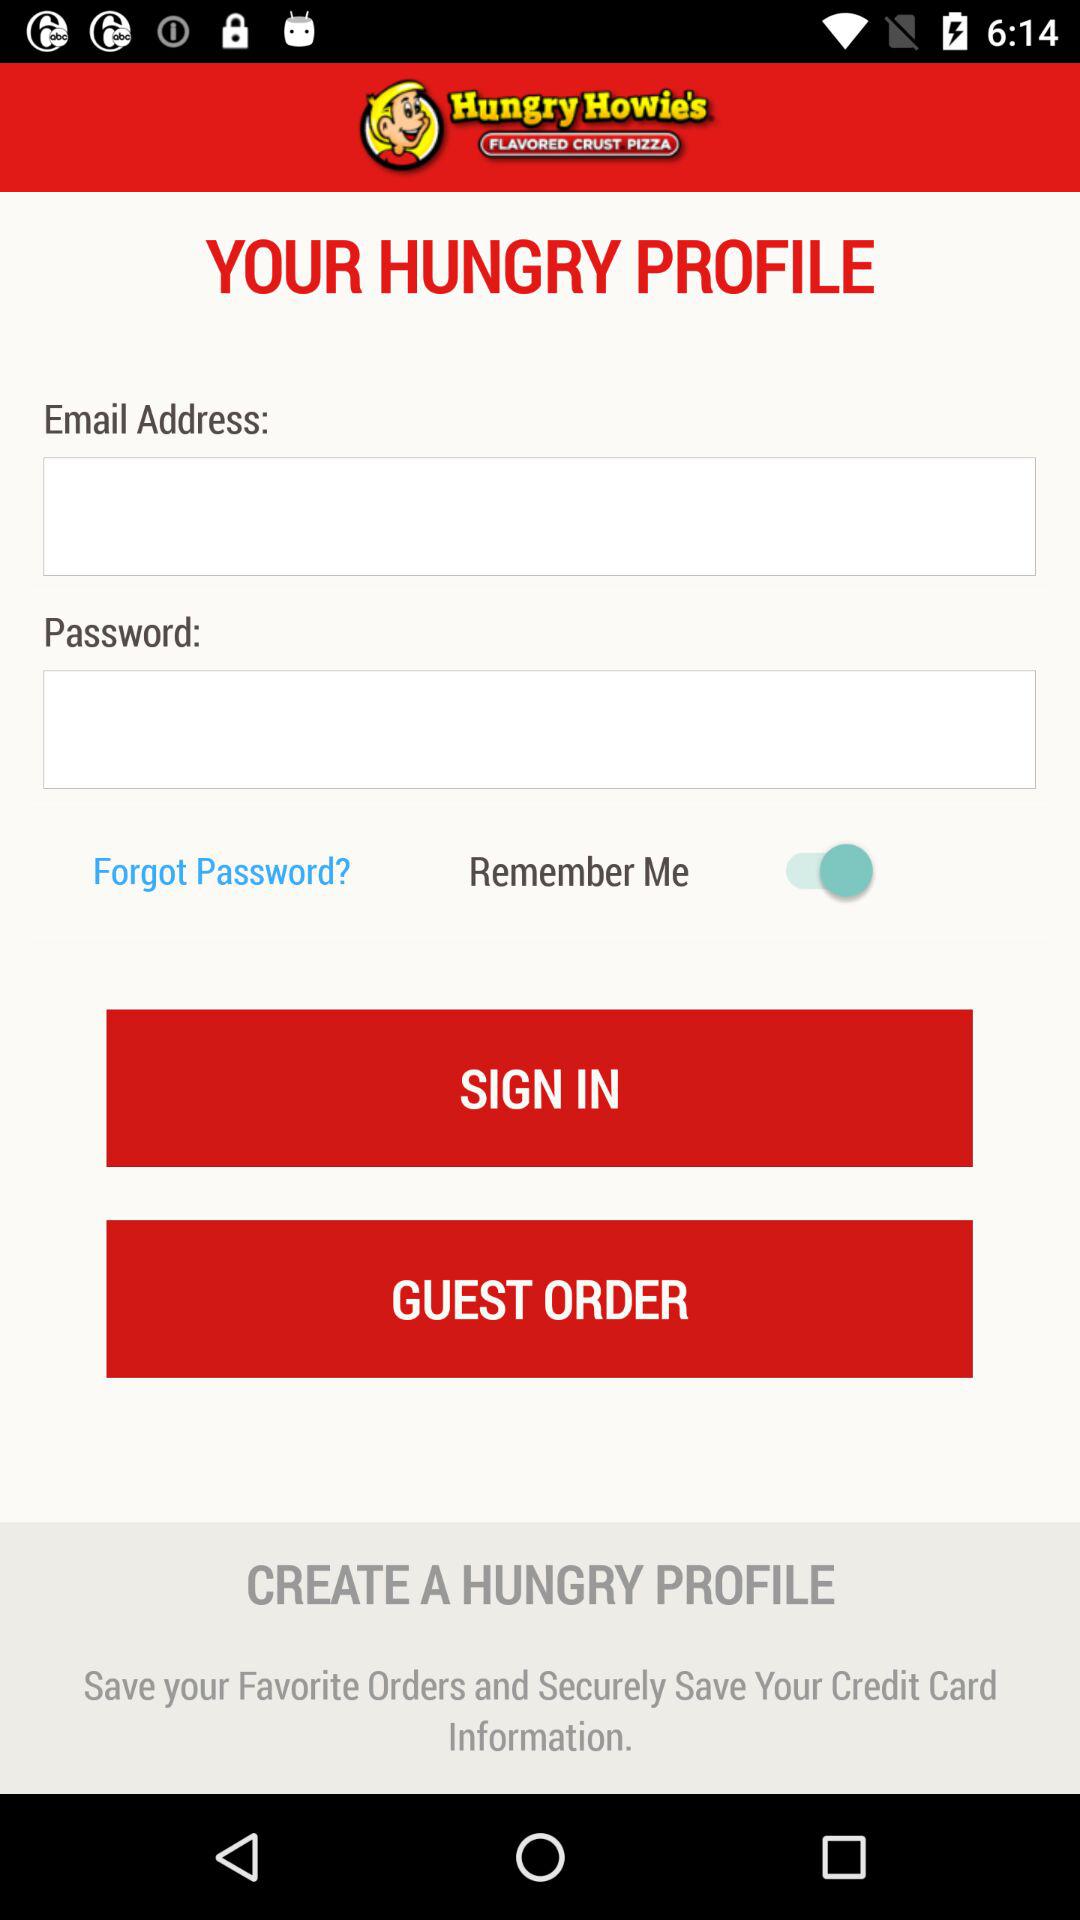 6:14
Hungry Howie's
FLAVORED CRUST PIZZA
YOUR HUNGRY PROFILE
Email Address:
Password:
Forgot Password? Remember Me
SIGN IN
GUEST ORDER
CREATE A HUNGRY PROFILE
Save your Favorite Orders and Securely Save Your Credit Card
Information.